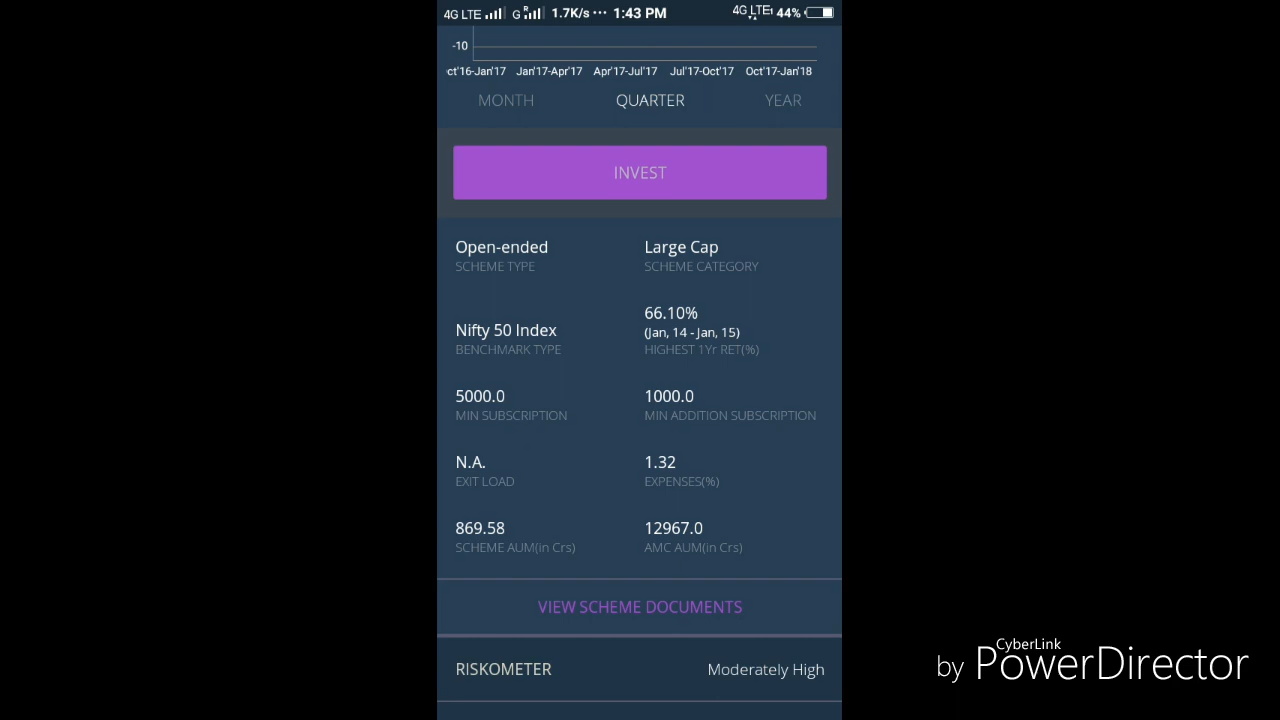 4G LTE G R 1.7K/s ··· 1:43 PM 4G LTE 44%
-10
ct'16-Jan'17 Jan'17-Apr'17 Apr'17-Jul'17 Jul'17-Oct'17 Oct'17-Jan'18
MONTH QUARTER YEAR
INVEST
Open-ended Large Cap
SCHEME TYPE SCHEME CATEGORY
66.10%
Nifty 50 Index (Jan, 14 - Jan, 15)
BENCHMARK TYPE HIGHEST 1Yr RET(%)
5000.0 1000.0
MIN SUBSCRIPTION MIN ADDITION SUBSCRIPTION
N.A. 1.32
EXIT LOAD EXPENSES(%)
869.58 12967.0
SCHEME AUM(in Crs) AMC AUM(in Crs)
VIEW SCHEME DOCUMENTS
RISKOMETER Moderately High
CyberLink
by PowerDirector